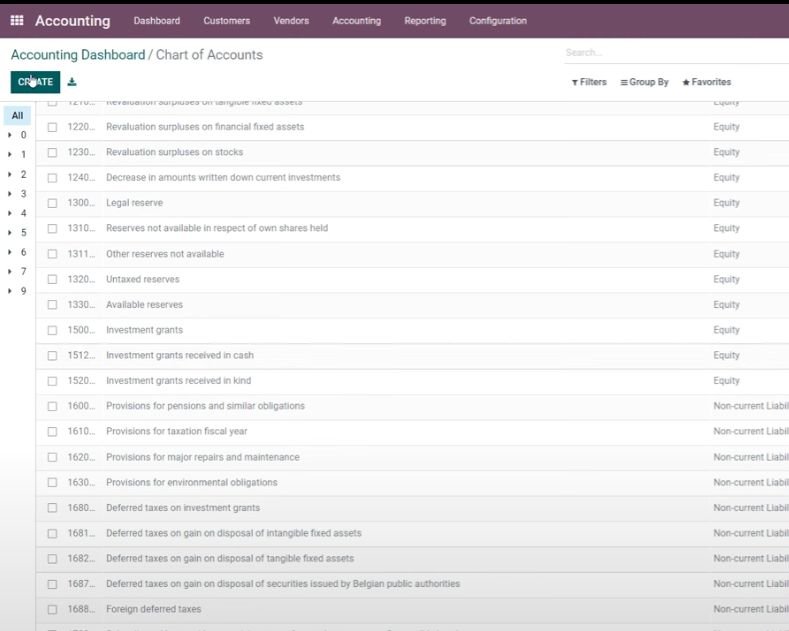 Accounting Dashboard Customers Vendors Accounting Reporting Configuration
Accounting Dashboard / Chart of Accounts
Search...
CREATE
Filters Group By Favorites
All
0
1
2
3
4
5
6
7
9
1210... Revaluation surpluses on tangible fixed assets Equity
1220... Revaluation surpluses on financial fixed assets Equity
1230... Revaluation surpluses on stocks Equity
1240... Decrease in amounts written down current investments Equity
1300... Legal reserve Equity
1310... Reserves not available in respect of own shares held Equity
1311... Other reserves not available Equity
1320... Untaxed reserves Equity
1330... Available reserves Equity
1500... Investment grants Equity
1512... Investment grants received in cash Equity
1520... Investment grants received in kind Equity
1600... Provisions for pensions and similar obligations Non-current Liabil
1610... Provisions for taxation fiscal year Non-current Liabil
1620... Provisions for major repairs and maintenance Non-current Liabil
1630... Provisions for environmental obligations Non-current Liabil
1680... Deferred taxes on investment grants Non-current Liabil
1681... Deferred taxes on gain on disposal of intangible fixed assets Non-current Liabil
1682... Deferred taxes on gain on disposal of tangible fixed assets Non-current Liabil
1687... Deferred taxes on gain on disposal of securities issued by Belgian public authorities Non-current Liabil
1688... Foreign deferred taxes Non-current Liabil